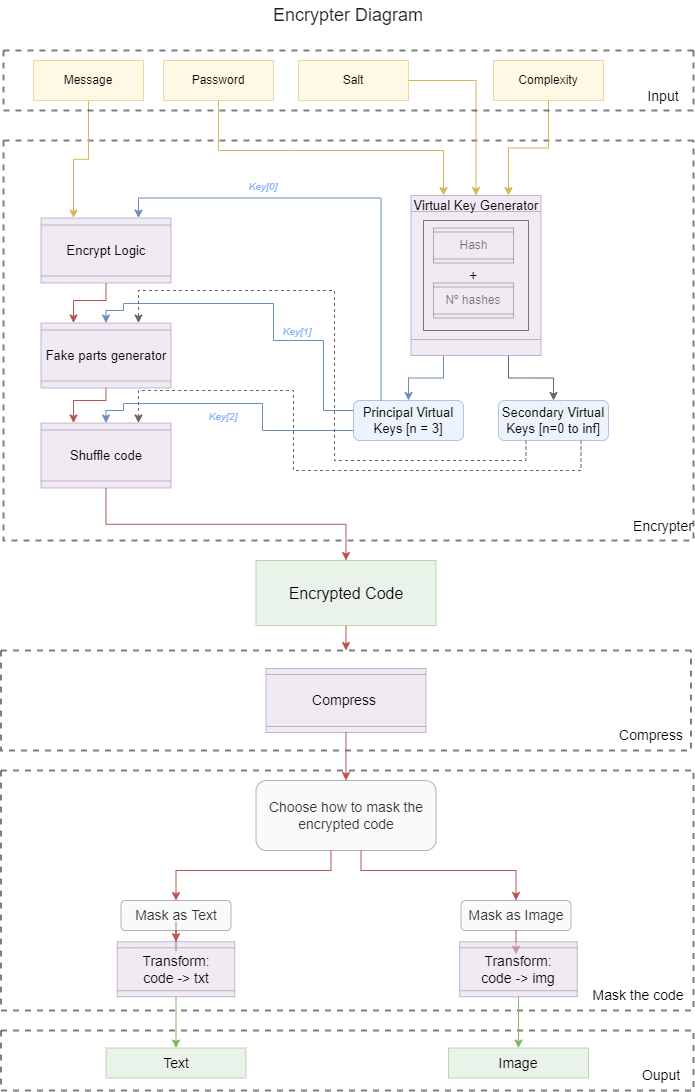 Encrypter Diagram
Message
Password
Salt
Complexity
Input
Key[0]
Virtual Key Generator
Hash
+
Nº hashes
Encrypt Logic
Key[1]
Fake parts generator
Principal Virtual
Keys [n = 3]
Secondary Virtual
Keys [n=0 to inf]
Key[2]
Shuffle code
Encrypter
Encrypted Code
Compress
Compress
Choose how to mask the
encrypted code
Mask as Text
Mask as Image
Transform:
code -> txt
Transform:
code -> img
Mask the code
Text
Image
Ouput